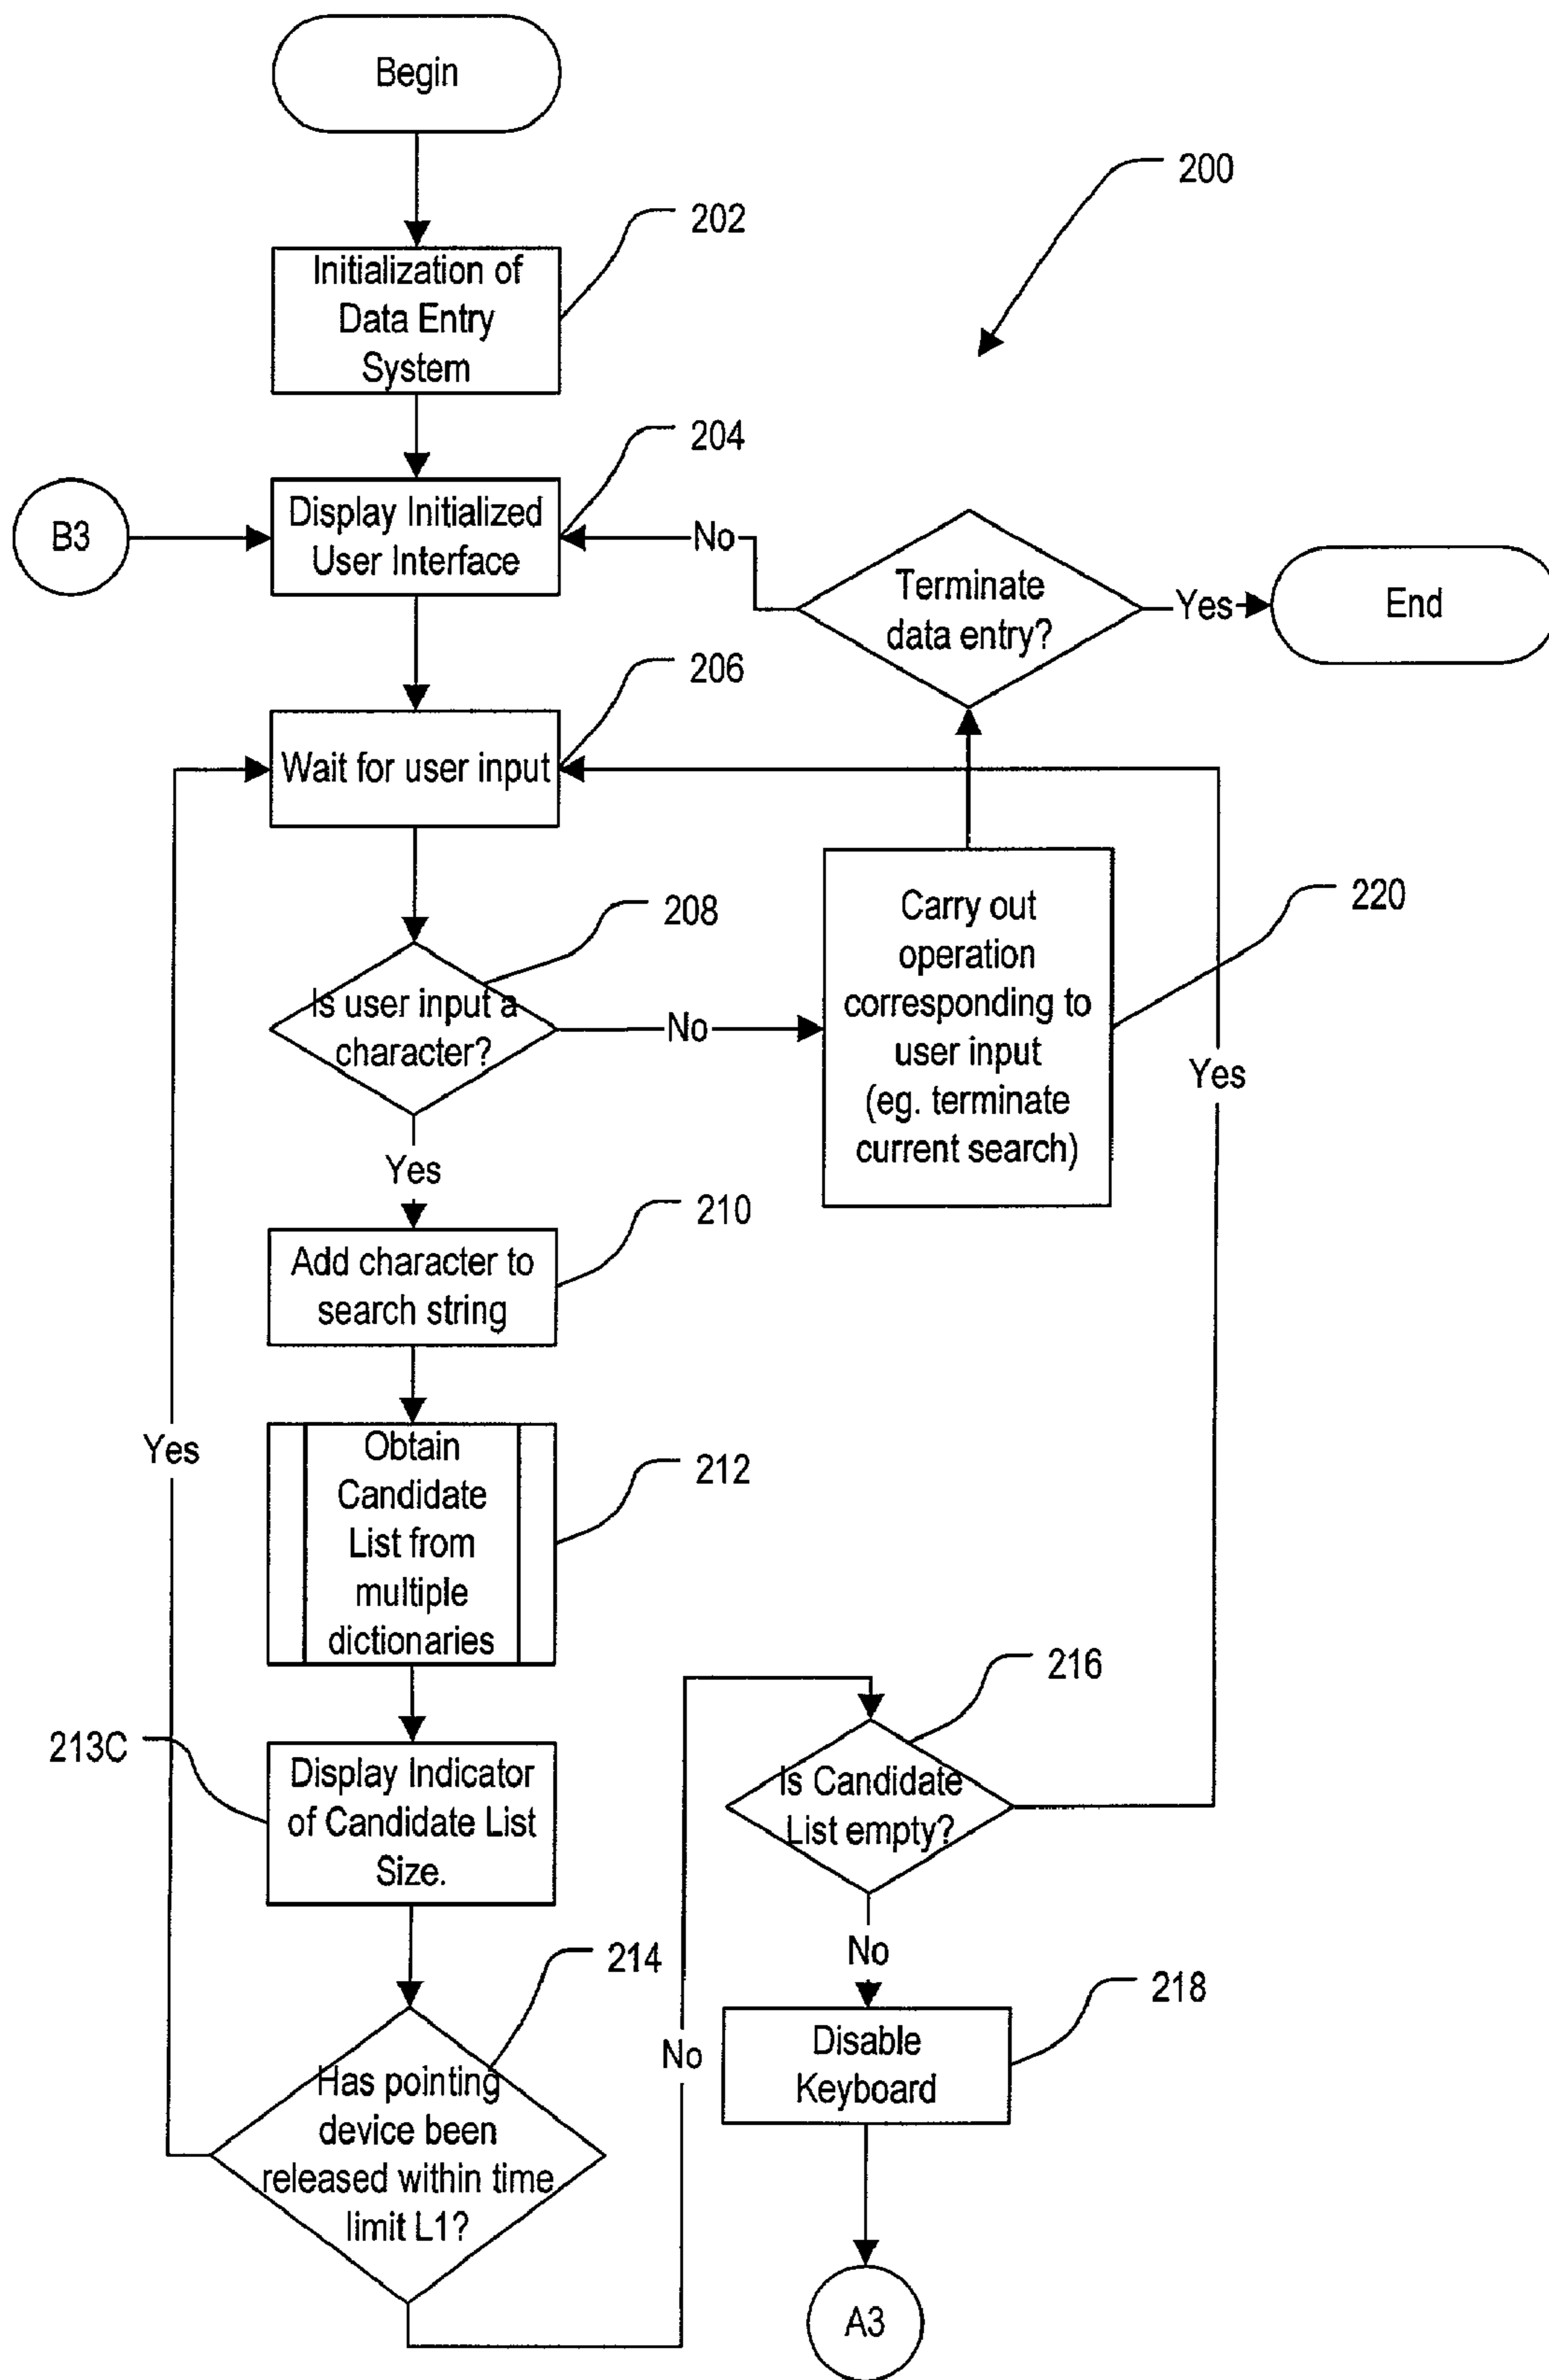 Begin
200
202
Initialization of
Data Entry
System
204
B3
Display Initialized
User Interface
No
Terminate
data entry?
Yes
End
206
Wait for user input
208
Is user input a
character?
No
Carry out
operation
corresponding to
user input
(eg. terminate
current search)
220
Yes
Yes
210
Add character to
search string
Yes
212
Obtain
Candidate
List from
multiple
dictionaries
213C
Display Indicator
of Candidate List
Size.
216
Is Candidate
List empty?
No
214
Has pointing
device been
released within time
limit L1?
No
218
Disable
Keyboard
A3